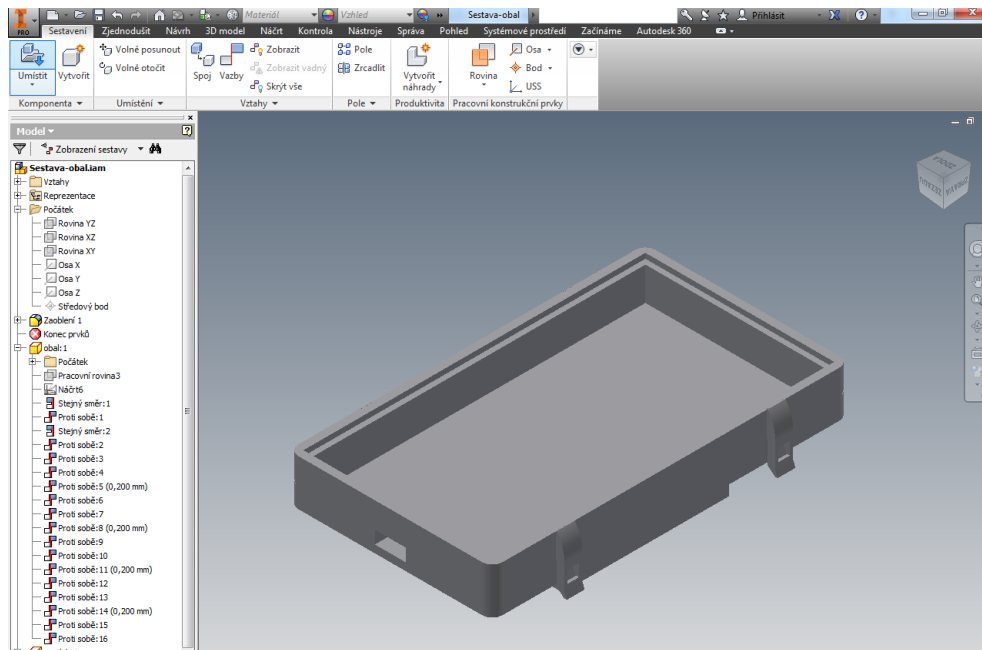 Materiál Vzhled Sestava-obal Přihlásit
PRO Sestavení Zjednodušit Návrh 3D model Náčrt Kontrola Nástroje Správa Pohled Systémové prostředí Začínáme Autodesk 360
Umístit Vytvořit Volné posunout Spoj Vazby Zobrazit Pole Vytvořit náhrady Rovina Osa
Volné otočit Zobrazit vadný Zrcadlit Bod
Skrýt vše USS
Komponenta Umístění Vztahy Pole Produktivita Pracovní konstrukční prvky
Model
Zobrazení sestavy
Sestava-obal.iam
Vztahy
Reprezentace
Počátek
Rovina YZ
Rovina XZ
Rovina XY
Osa X
Osa Y
Osa Z
Středový bod
Zaoblení 1
Konec prvků
obal:1
Počátek
Pracovní rovina3
Náčrt6
Stejný směr:1
Proti sobě:1
Stejný směr:2
Proti sobě:2
Proti sobě:3
Proti sobě:4
Proti sobě:5 (0,200 mm)
Proti sobě:6
Proti sobě:7
Proti sobě:8 (0,200 mm)
Proti sobě:9
Proti sobě:10
Proti sobě:11 (0,200 mm)
Proti sobě:12
Proti sobě:13
Proti sobě:14 (0,200 mm)
Proti sobě:15
Proti sobě:16